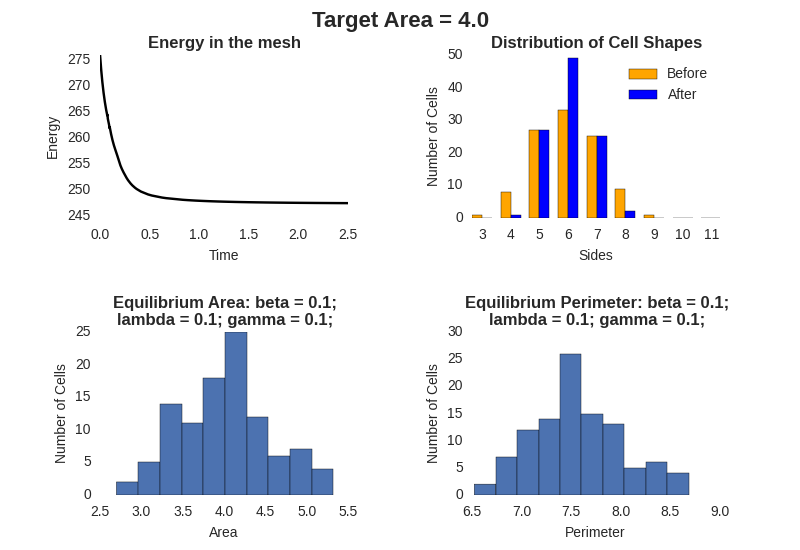 Target Area = 4.0
Energy in the mesh
275
270
265
260
255
250
245
Energy
0.0 0.5 1.0 1.5 2.0 2.5
Time
Distribution of Cell Shapes
50
40
30
20
10
0
Number of Cells
Before
After
3 4 5 6 7 8 9 10 11
Sides
Equilibrium Area: beta = 0.1;
lambda = 0.1; gamma = 0.1;
25
20
15
10
5
0
Number of Cells
2.5 3.0 3.5 4.0 4.5 5.0 5.5
Area
Equilibrium Perimeter: beta = 0.1;
lambda = 0.1; gamma = 0.1;
30
25
20
15
10
5
0
Number of Cells
6.5 7.0 7.5 8.0 8.5 9.0
Perimeter